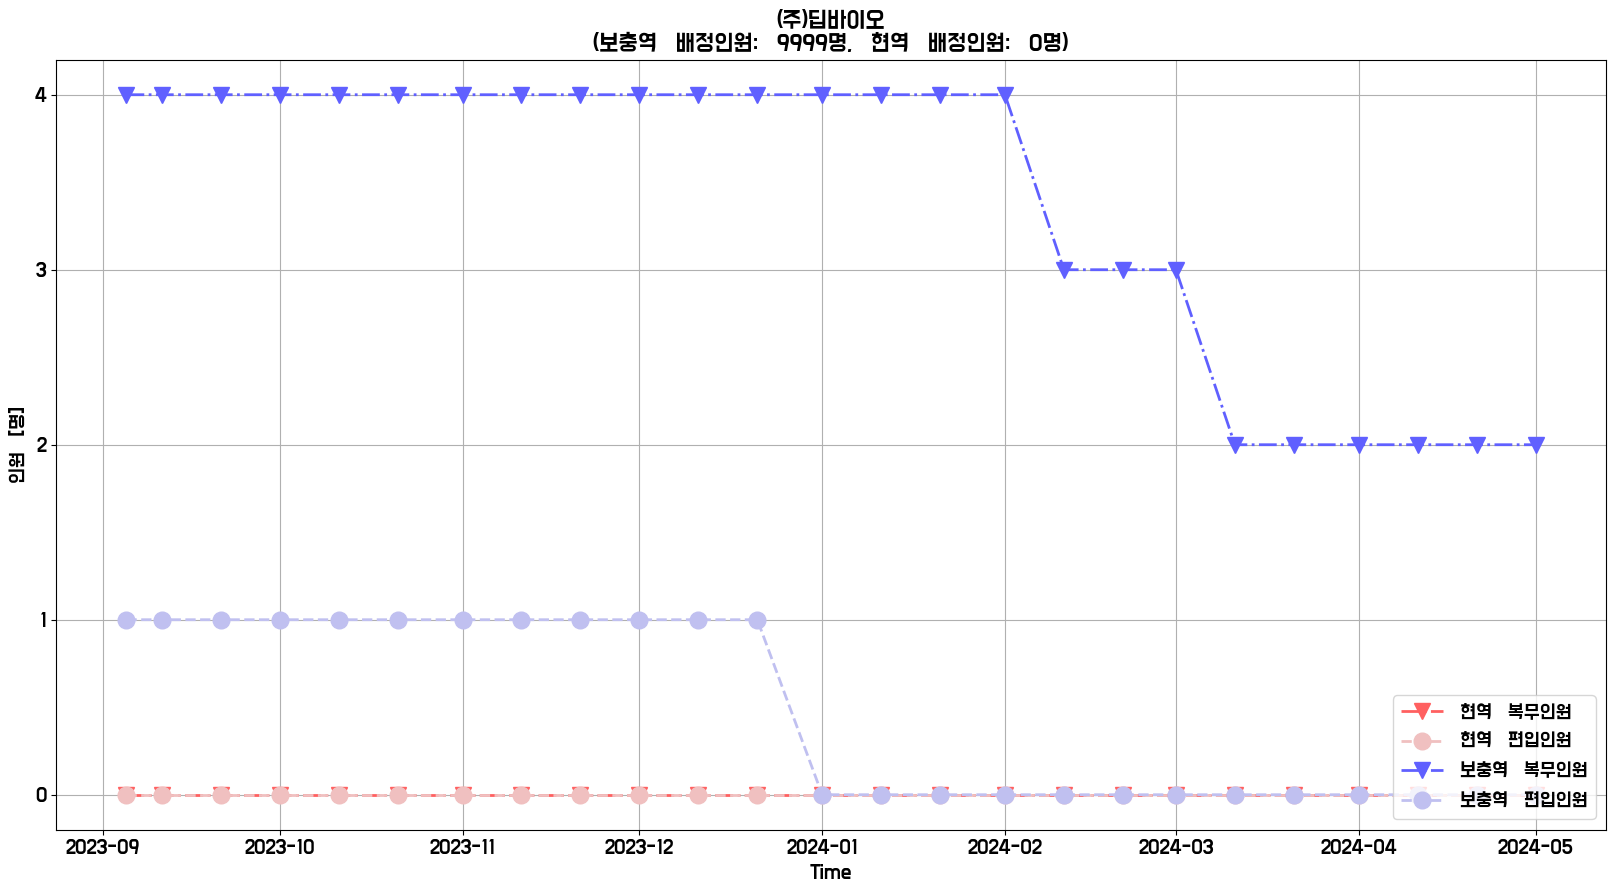 (주)딥바이오
(보충역 배정인원: 9999명, 현역 배정인원: 0명)
인원 [명]
4
3
2
1
0
현역 복무인원
현역 편입인원
보충역 복무인원
보충역 편입인원
2023-09 2023-10 2023-11 2023-12 2024-01 2024-02 2024-03 2024-04 2024-05
Time